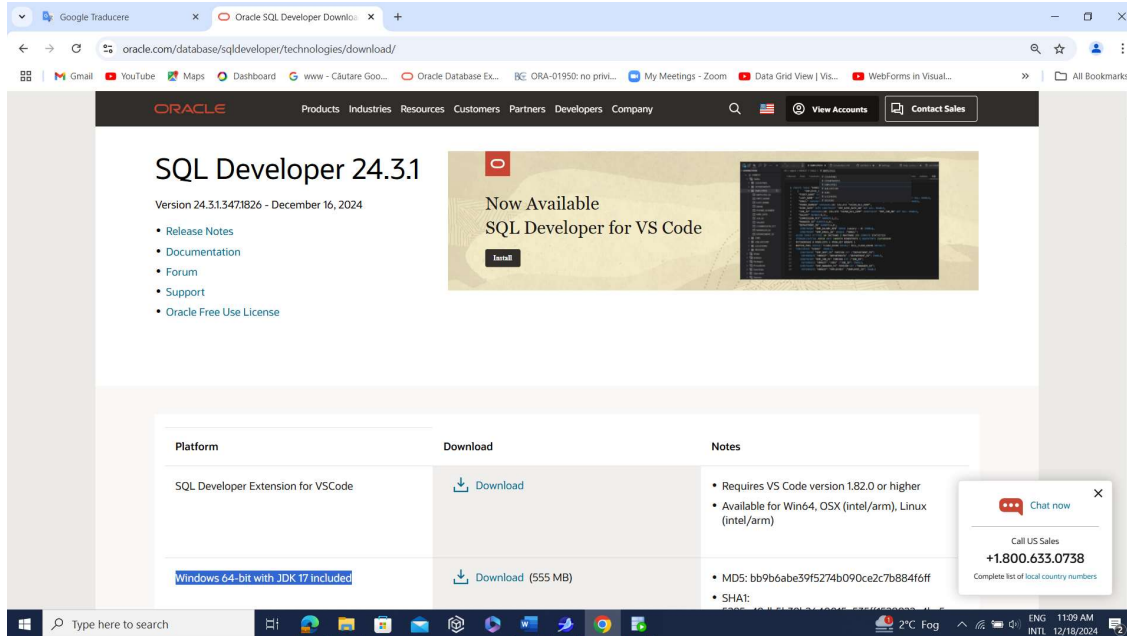 Google Traducere
Oracle SQL Developer Downloa
oracle.com/database/sqldeveloper/technologies/download/
Gmail YouTube Maps Dashboard www - Căutare Goo... Oracle Database Ex... ORA-01950: no privi... My Meetings - Zoom Data Grid View | Vis... WebForms in Visual... All Bookmarks
ORACLE Products Industries Resources Customers Partners Developers Company View Accounts Contact Sales
SQL Developer 24.3.1
Version 24.3.1.347.1826 - December 16, 2024
• Release Notes
• Documentation
• Forum
• Support
• Oracle Free Use License
Now Available
SQL Developer for VS Code
Install
Platform Download Notes
SQL Developer Extension for VSCode Download
• Requires VS Code version 1.82.0 or higher
• Available for Win64, OSX (intel/arm), Linux
(intel/arm)
Windows 64-bit with JDK 17 included Download (555 MB)
• MD5: bb9b6abe39f5274b090ce2c7b884f6ff
• SHA1:
Chat now
Call US Sales
+1.800.633.0738
Complete list of local country numbers
Type here to search
2°C Fog
ENG 11:09 AM
INTL 12/18/2024
2